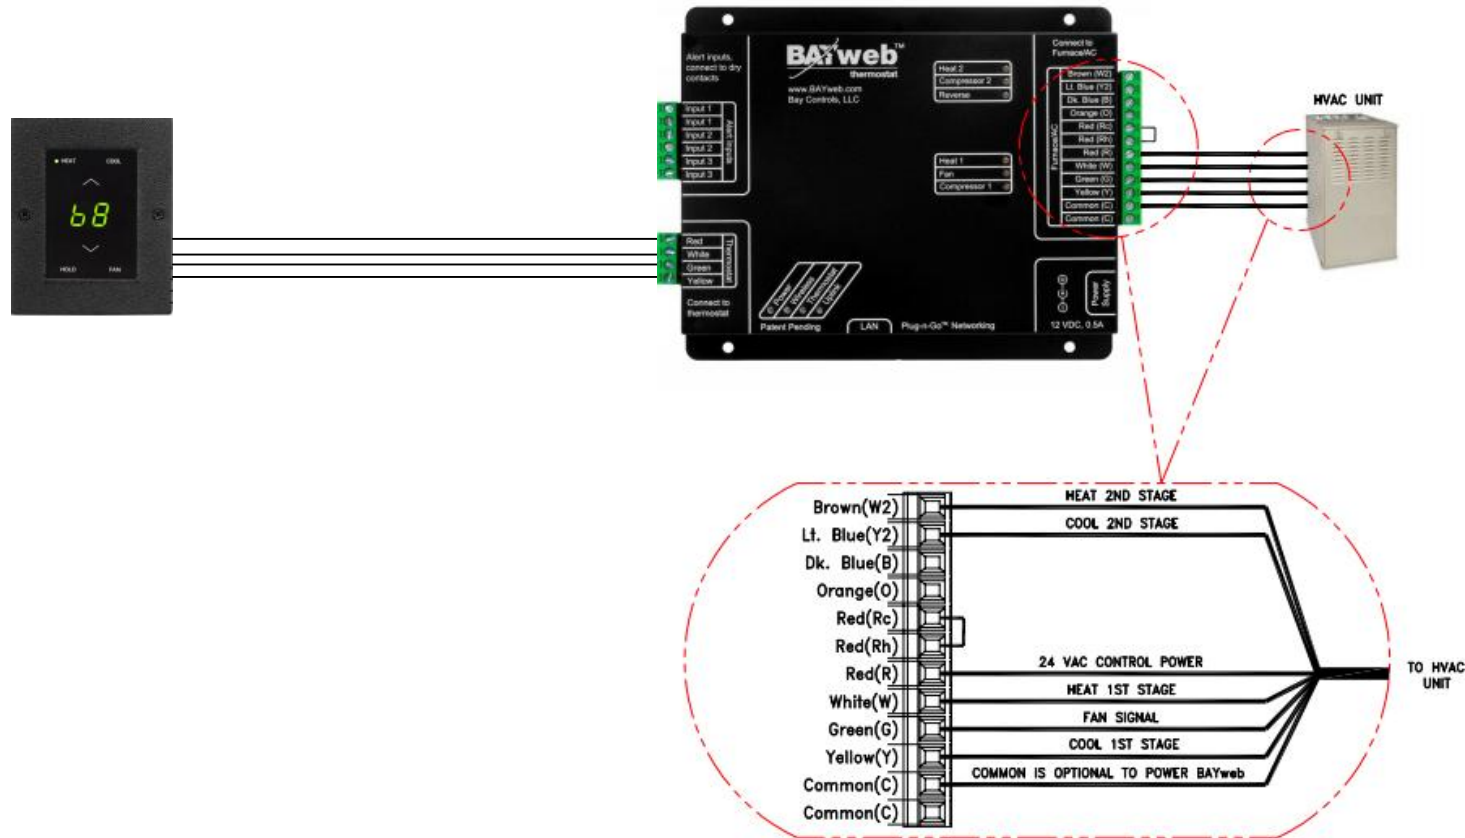 HEAT COOL
68
HOLD FAN
Alert inputs,
connect to dry
contacts
Input 1
Input 1
Input 2
Input 2
Input 3
Input 3
Alert Inputs
Red
White
Green
Yellow
Thermostat
Connect to
thermostat
BAYweb™
thermostat
www.BAYweb.com
Bay Controls, LLC
Heat 2
Compressor 2
Reverse
Heat 1
Fan
Compressor 1
Power
Wireless
Thermostat
Uplink
Patent Pending
LAN
Plug-n-Go™ Networking
Connect to
Furnace/AC
Furnace/AC
Brown (W2)
Lt. Blue (Y2)
Dk. Blue (B)
Orange (O)
Red (Rc)
Red (Rh)
Red (R)
White (W)
Green (G)
Yellow (Y)
Common (C)
Common (C)
Power
Supply
12 VDC, 0.5A
HVAC UNIT
Brown(W2)
Lt. Blue(Y2)
Dk. Blue(B)
Orange(O)
Red(Rc)
Red(Rh)
Red(R)
White(W)
Green(G)
Yellow(Y)
Common(C)
Common(C)
HEAT 2ND STAGE
COOL 2ND STAGE
24 VAC CONTROL POWER
HEAT 1ST STAGE
FAN SIGNAL
COOL 1ST STAGE
COMMON IS OPTIONAL TO POWER BAYweb
TO HVAC
UNIT